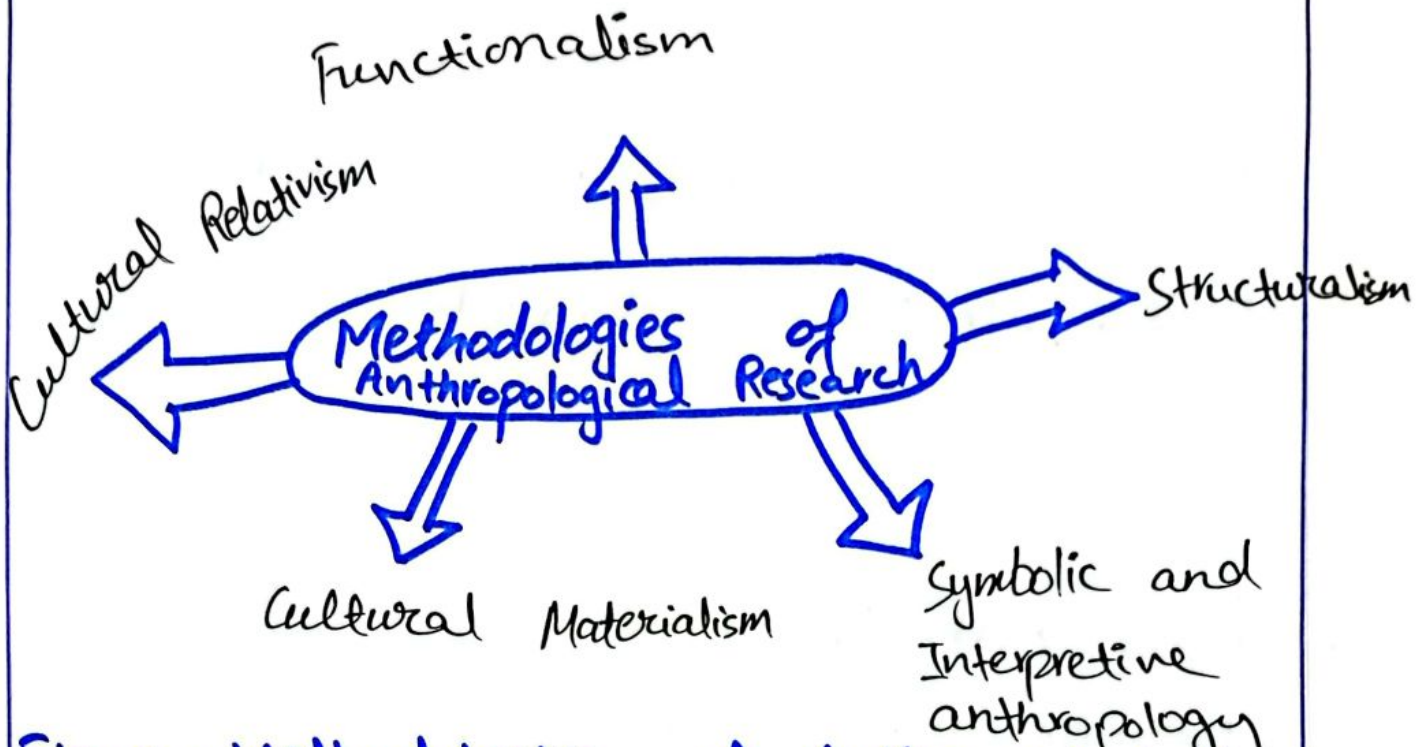 Functionalism
Cultural Relativism
Structuralism
Methodologies of
Anthropological Research
Cultural Materialism
Symbolic and
Interpretive
anthropology